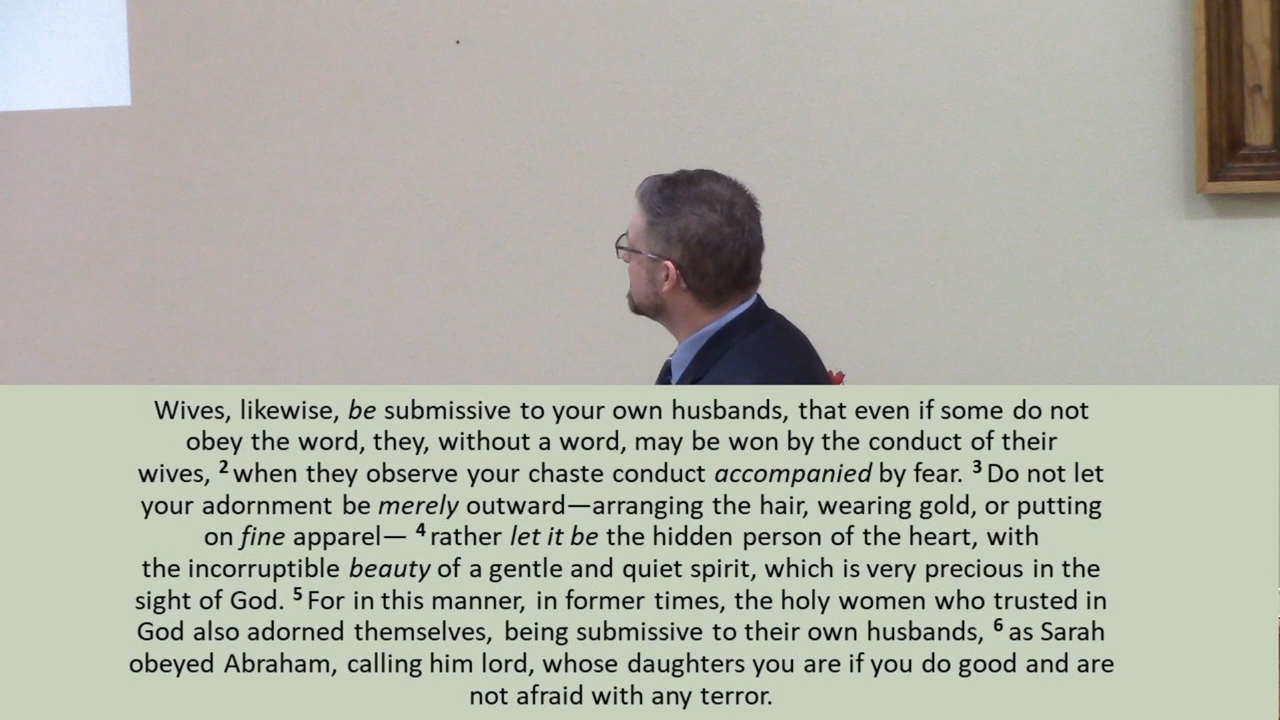 Wives, likewise, be submissive to your own husbands, that even if some do not
obey the word, they, without a word, may be won by the conduct of their
wives, 2 when they observe your chaste conduct accompanied by fear. 3 Do not let
your adornment be merely outward—arranging the hair, wearing gold, or putting
on fine apparel— 4 rather let it be the hidden person of the heart, with
the incorruptible beauty of a gentle and quiet spirit, which is very precious in the
sight of God. 5 For in this manner, in former times, the holy women who trusted in
God also adorned themselves, being submissive to their own husbands, 6 as Sarah
obeyed Abraham, calling him lord, whose daughters you are if you do good and are
not afraid with any terror.